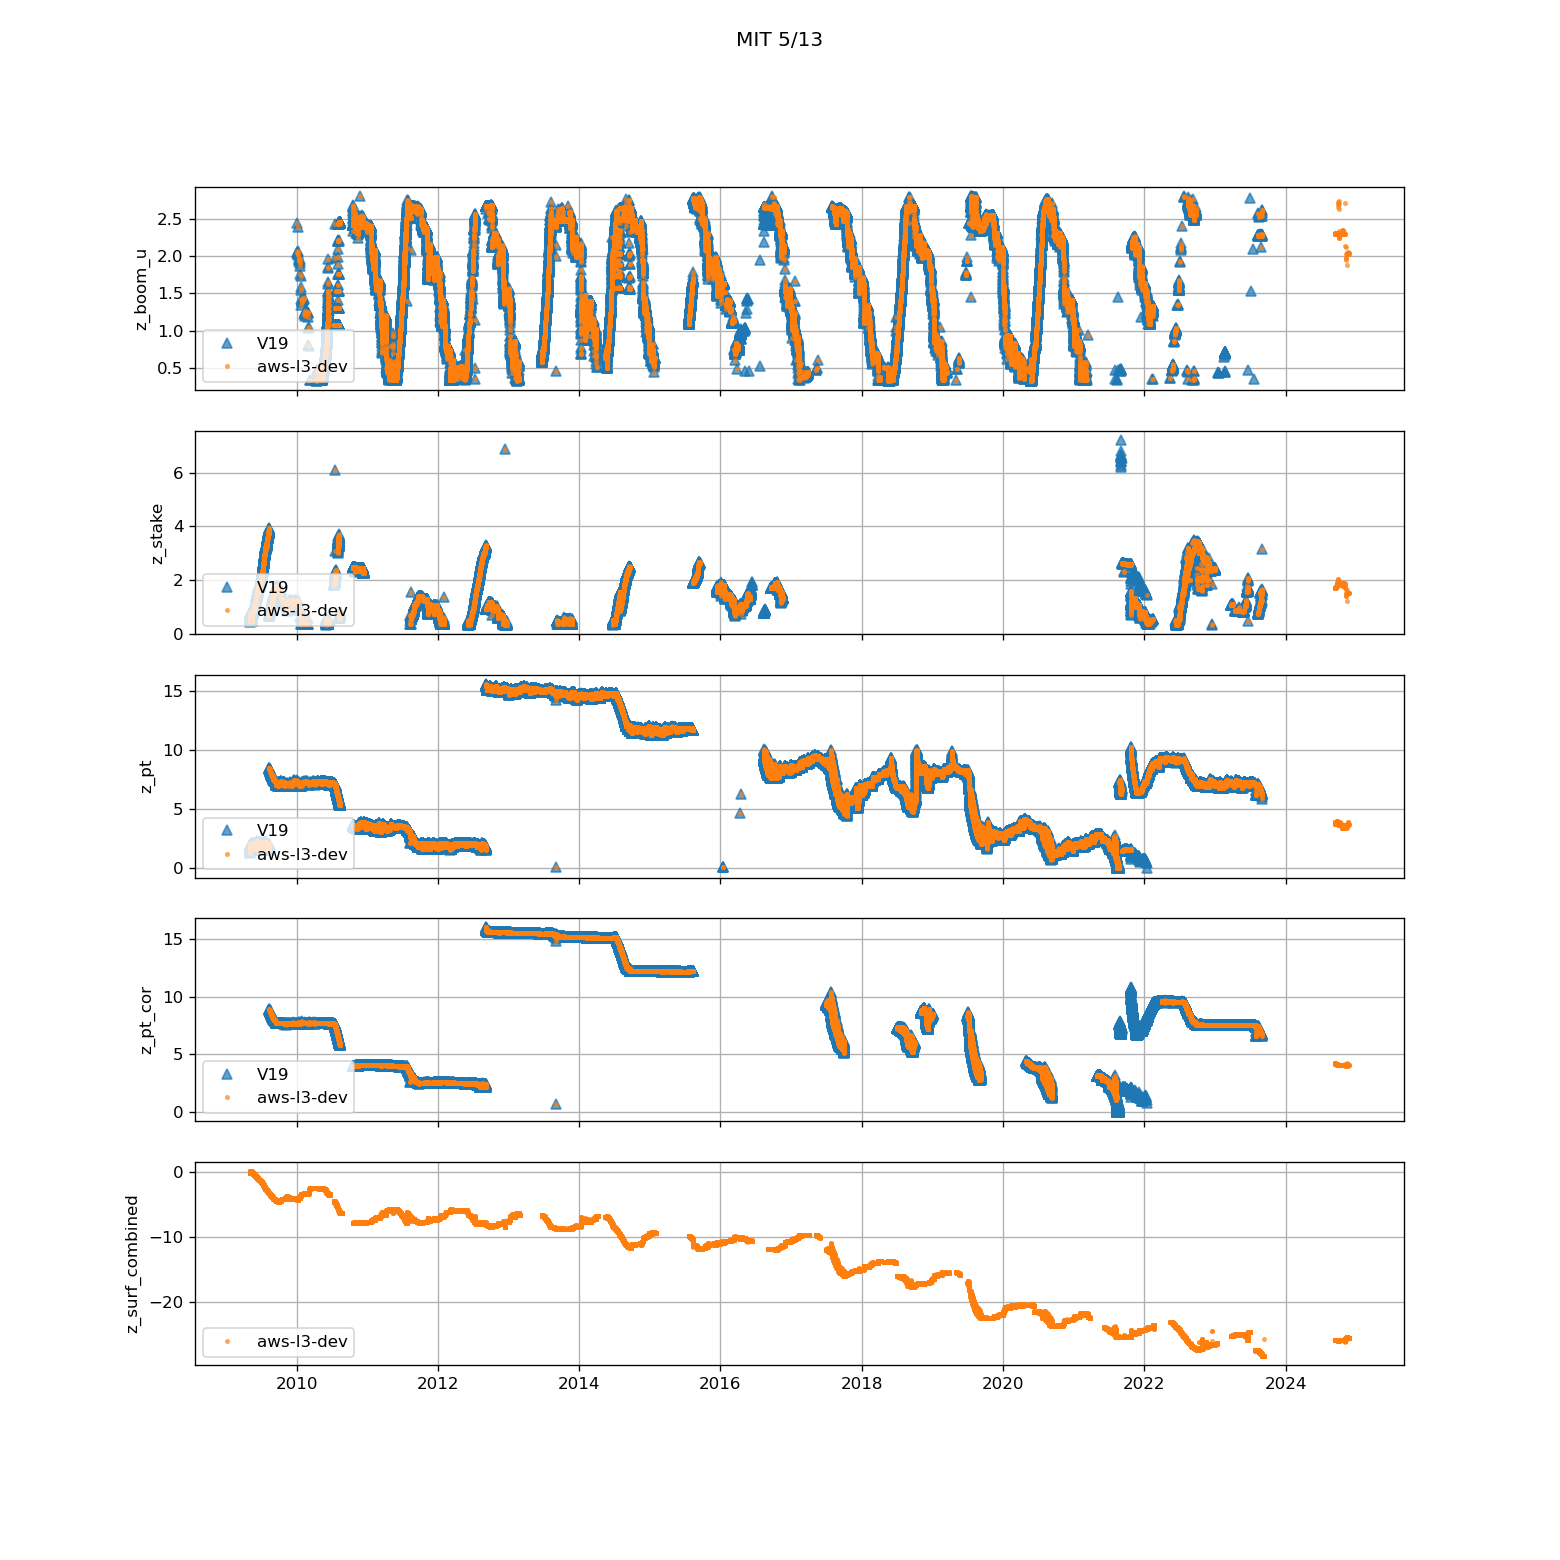 MIT 5/13
z_boom_u
2.5
2.0
1.5
1.0
0.5
V19
aws-l3-dev
z_stake
6
4
2
0
V19
aws-l3-dev
z_pt
15
10
5
0
V19
aws-l3-dev
z_pt_cor
15
10
5
0
V19
aws-l3-dev
z_surf_combined
0
−10
−20
aws-l3-dev
2010 2012 2014 2016 2018 2020 2022 2024